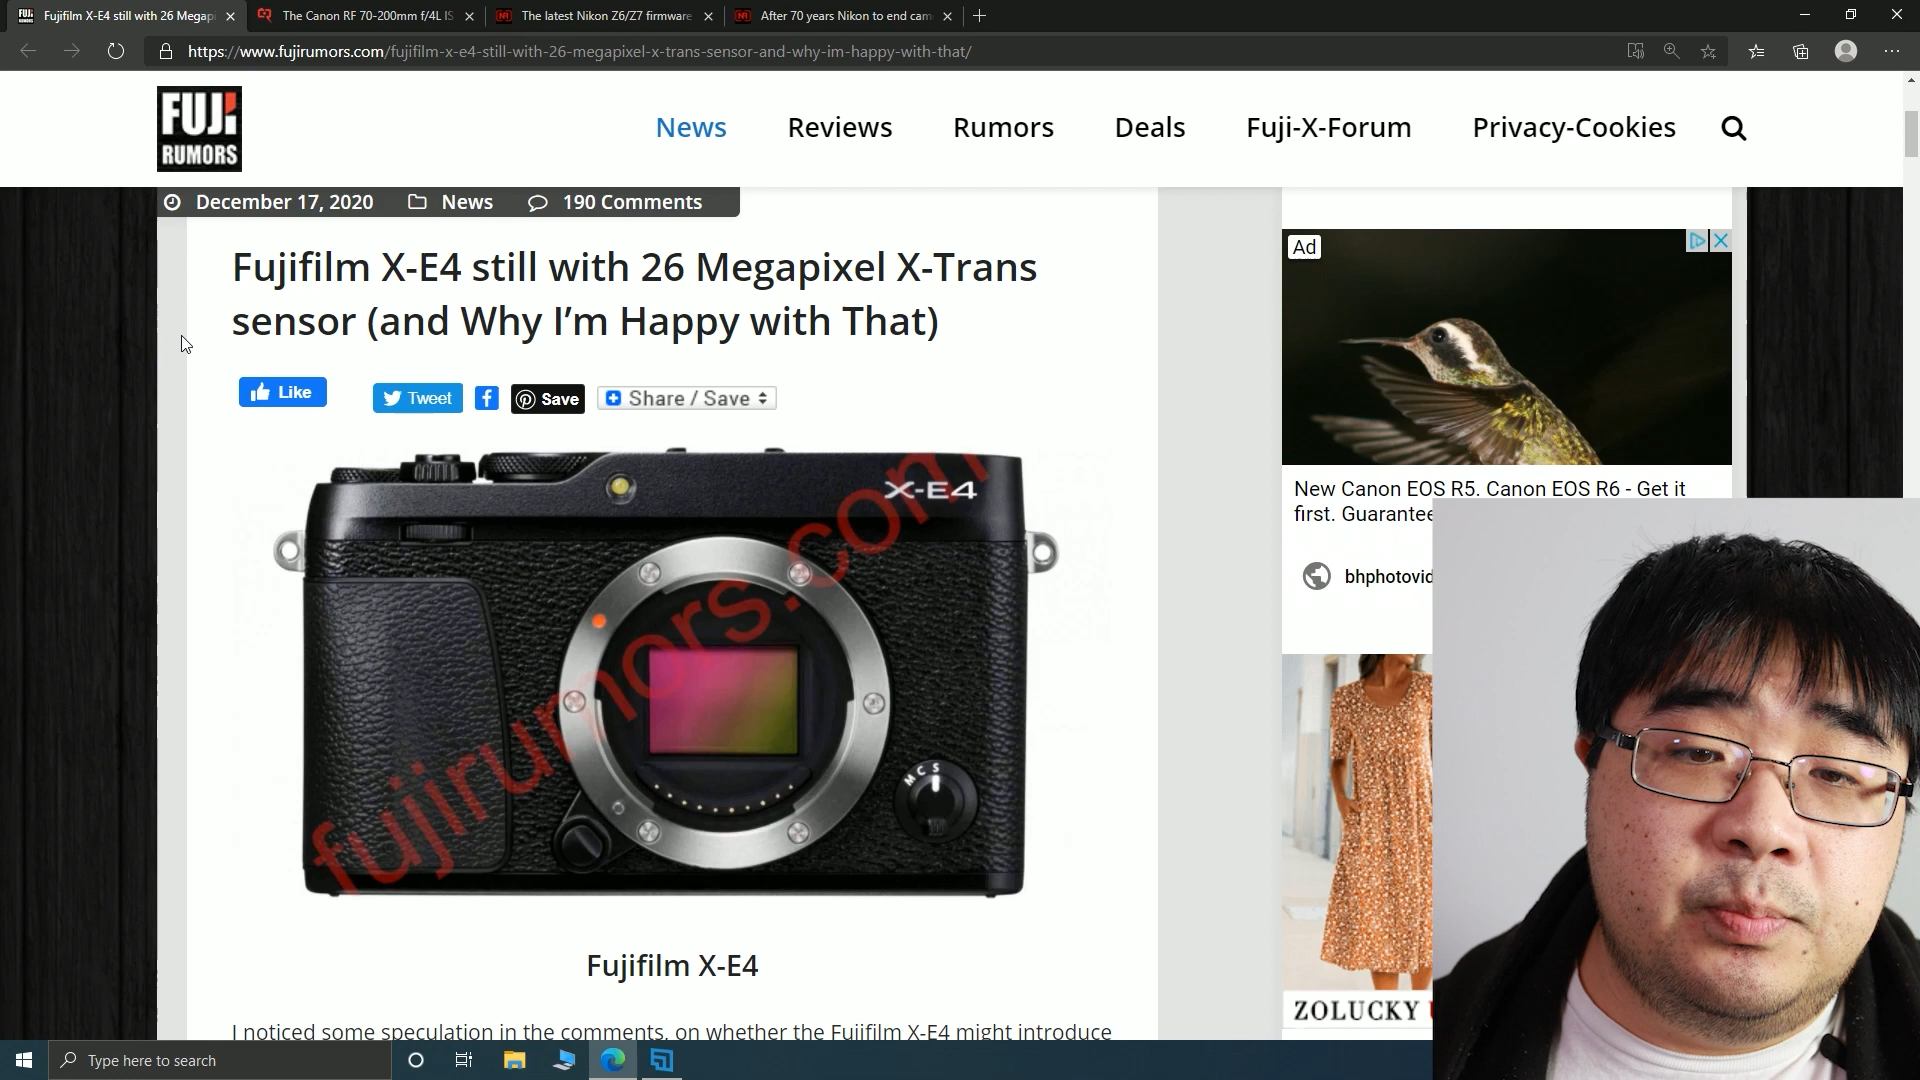 Fujifilm X-E4 still with 26 Megap
The Canon RF 70-200mm f/4L IS
The latest Nikon Z6/Z7 firmware
After 70 years Nikon to end cam
https://www.fujirumors.com/fujifilm-x-e4-still-with-26-megapixel-x-trans-sensor-and-why-im-happy-with-that/
FUJi
RUMORS
News
Reviews
Rumors
Deals
Fuji-X-Forum
Privacy-Cookies
December 17, 2020
News
190 Comments
Fujifilm X-E4 still with 26 Megapixel X-Trans
sensor (and Why I'm Happy with That)
Like
Tweet
Save
Share / Save
X-E4
fujirumors.com
M C S
Fujifilm X-E4
I noticed some speculation in the comments, on whether the Fujifilm X-E4 might introduce
Ad
New Canon EOS R5. Canon EOS R6 - Get it
first. Guarantee
bhphotovid
ZOLUCKY
Type here to search